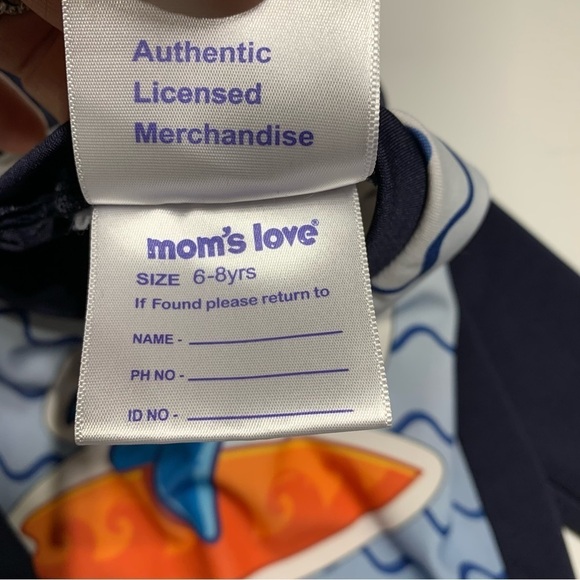 Authentic
Licensed
Merchandise
mom's love®
SIZE 6-8yrs
If Found please return to
NAME -
PH NO -
ID NO -